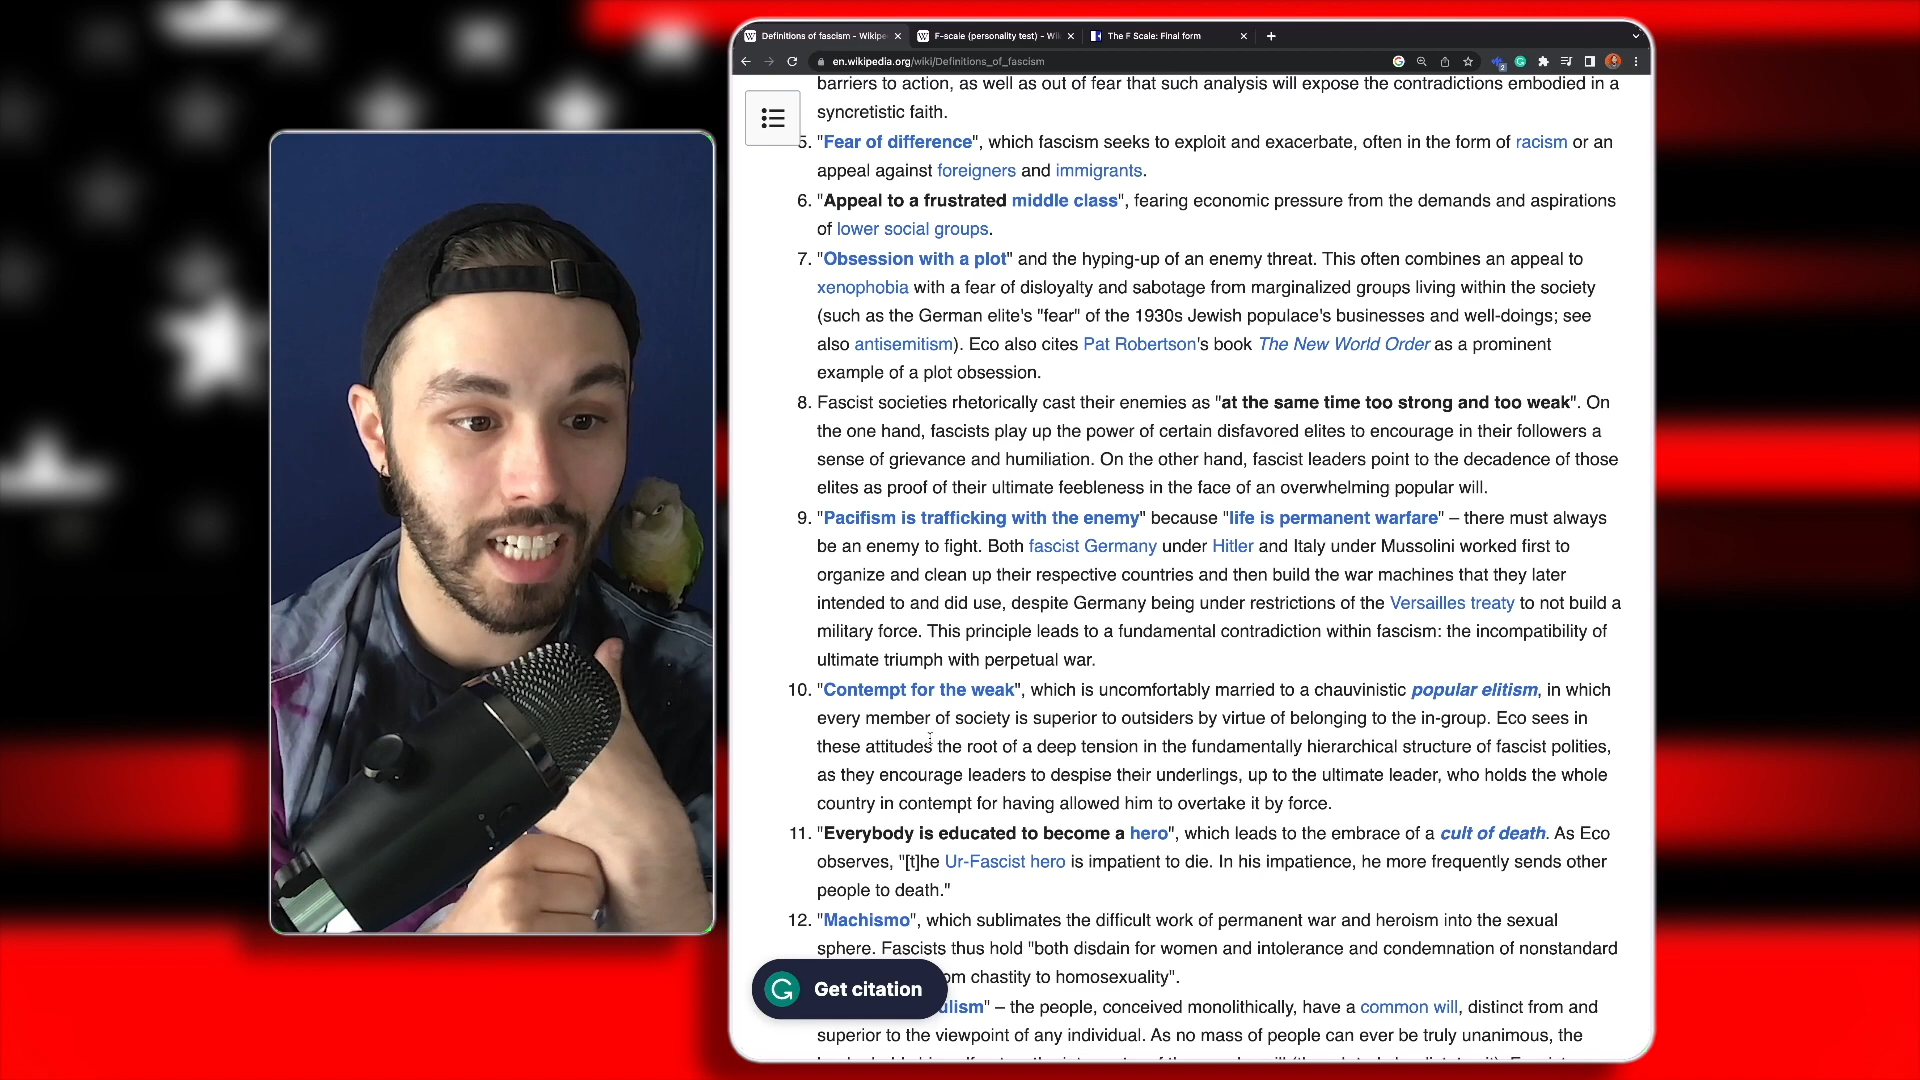 Definitions of fascism - Wikipe
F-scale (personality test) - Wi
The F Scale: Final form
en.wikipedia.org/wiki/Definitions_of_fascism
2
barriers to action, as well as out of fear that such analysis will expose the contradictions embodied in a
syncretistic faith.
5. "Fear of difference", which fascism seeks to exploit and exacerbate, often in the form of racism or an
appeal against foreigners and immigrants.
6. "Appeal to a frustrated middle class", fearing economic pressure from the demands and aspirations
of lower social groups.
7. "Obsession with a plot" and the hyping-up of an enemy threat. This often combines an appeal to
xenophobia with a fear of disloyalty and sabotage from marginalized groups living within the society
(such as the German elite's "fear" of the 1930s Jewish populace's businesses and well-doings; see
also antisemitism). Eco also cites Pat Robertson's book The New World Order as a prominent
example of a plot obsession.
8. Fascist societies rhetorically cast their enemies as "at the same time too strong and too weak". On
the one hand, fascists play up the power of certain disfavored elites to encourage in their followers a
sense of grievance and humiliation. On the other hand, fascist leaders point to the decadence of those
elites as proof of their ultimate feebleness in the face of an overwhelming popular will.
9. "Pacifism is trafficking with the enemy" because "life is permanent warfare" – there must always
be an enemy to fight. Both fascist Germany under Hitler and Italy under Mussolini worked first to
organize and clean up their respective countries and then build the war machines that they later
intended to and did use, despite Germany being under restrictions of the Versailles treaty to not build a
military force. This principle leads to a fundamental contradiction within fascism: the incompatibility of
ultimate triumph with perpetual war.
10. "Contempt for the weak", which is uncomfortably married to a chauvinistic popular elitism, in which
every member of society is superior to outsiders by virtue of belonging to the in-group. Eco sees in
these attitudes the root of a deep tension in the fundamentally hierarchical structure of fascist polities,
as they encourage leaders to despise their underlings, up to the ultimate leader, who holds the whole
country in contempt for having allowed him to overtake it by force.
11. "Everybody is educated to become a hero", which leads to the embrace of a cult of death. As Eco
observes, "[t]he Ur-Fascist hero is impatient to die. In his impatience, he more frequently sends other
people to death."
12. "Machismo", which sublimates the difficult work of permanent war and heroism into the sexual
sphere. Fascists thus hold "both disdain for women and intolerance and condemnation of nonstandard
om chastity to homosexuality".
Get citation
ulism" – the people, conceived monolithically, have a common will, distinct from and
superior to the viewpoint of any individual. As no mass of people can ever be truly unanimous, the